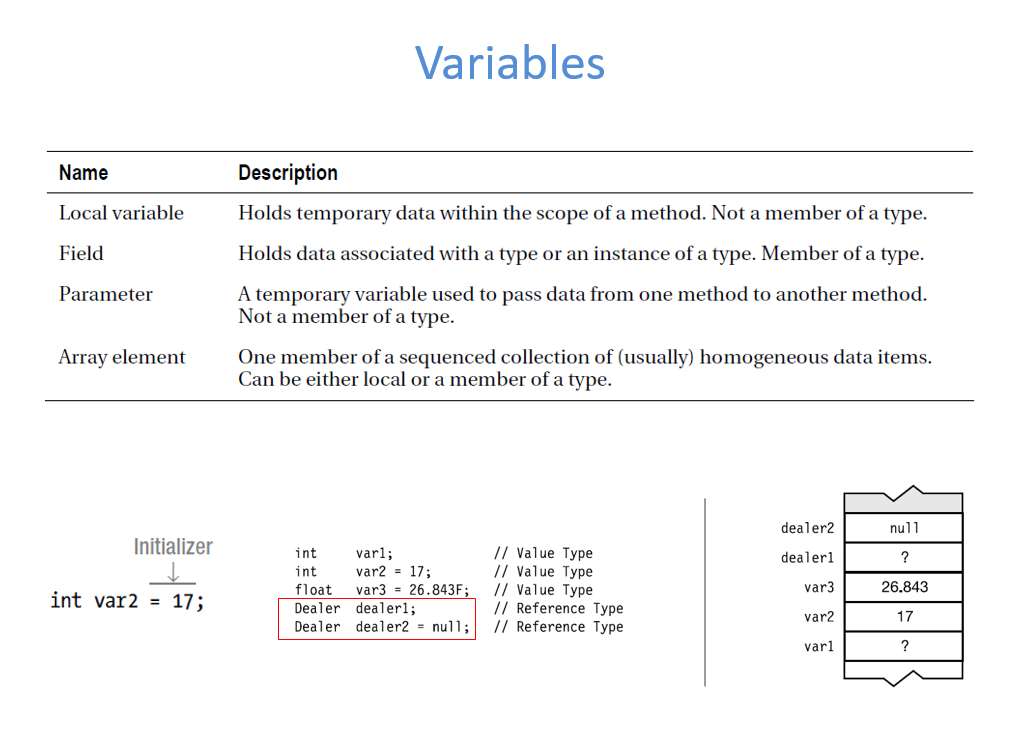 Variables
Name Description
Local variable Holds temporary data within the scope of a method. Not a member of a type.
Field Holds data associated with a type or an instance of a type. Member of a type.
Parameter A temporary variable used to pass data from one method to another method.
Not a member of a type.
Array element One member of a sequenced collection of (usually) homogeneous data items.
Can be either local or a member of a type.
Initializer
int var2 = 17;
int var1; // Value Type
int var2 = 17; // Value Type
float var3 = 26.843F; // Value Type
Dealer dealer1; // Reference Type
Dealer dealer2 = null; // Reference Type
dealer2 null
dealer1 ?
var3 26.843
var2 17
var1 ?